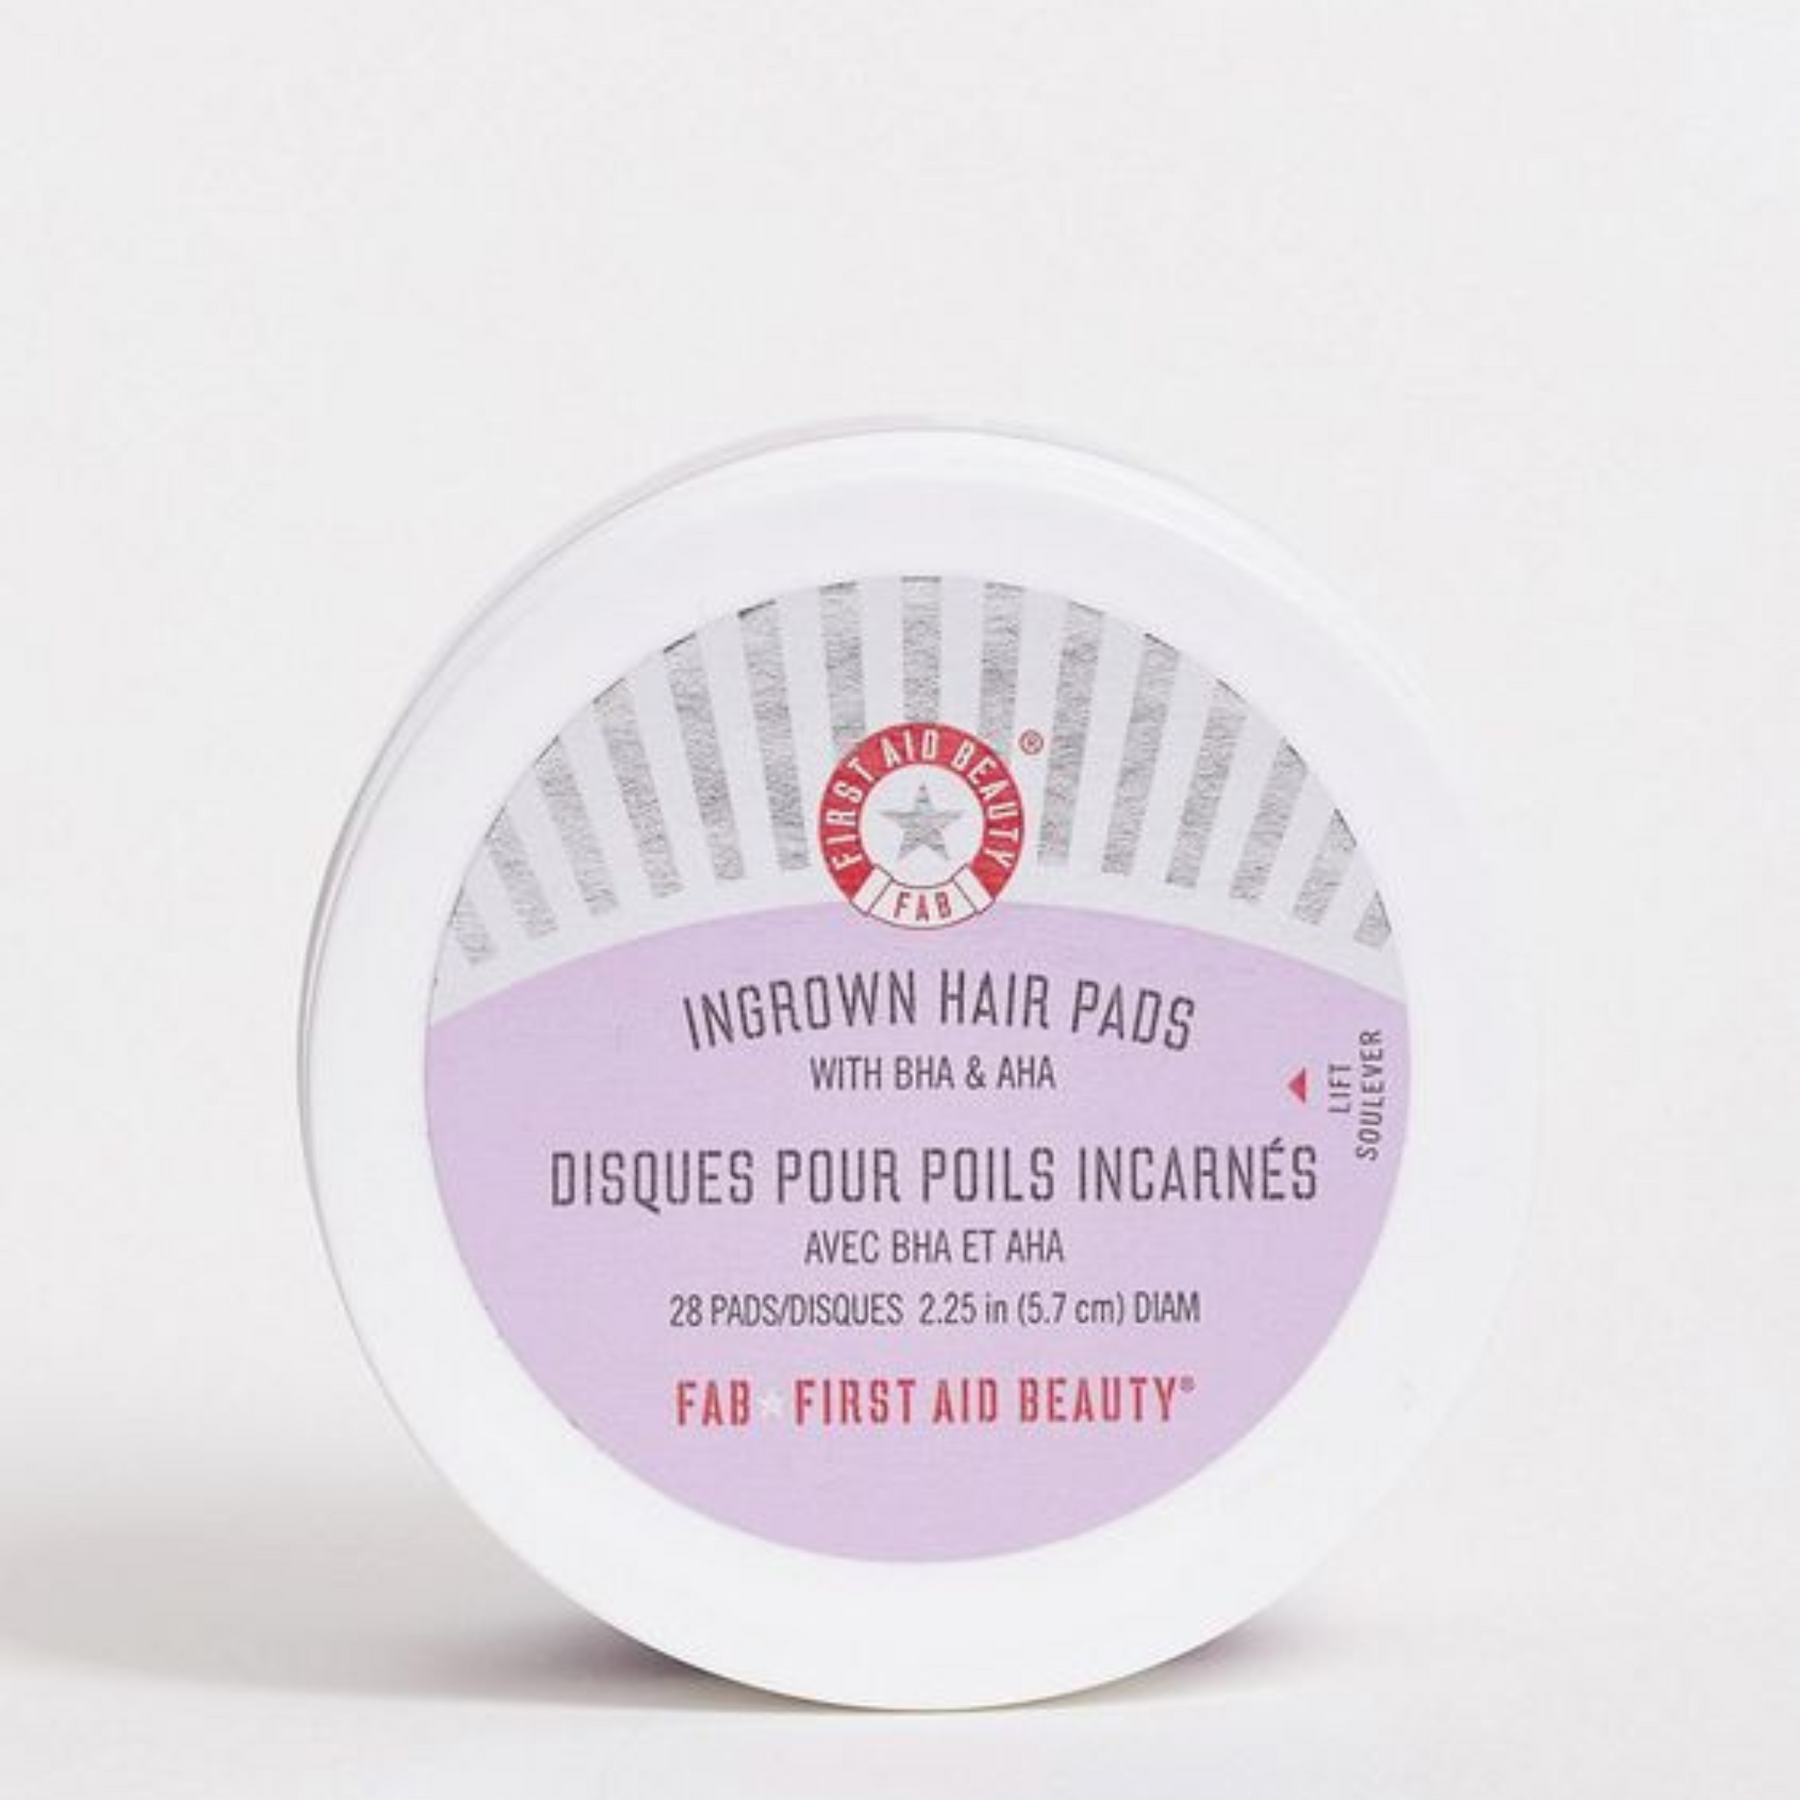 FIRST AID BEAUTY ®
FAB
INGROWN HAIR PADS
WITH BHA & AHA
LIFT
SOULEVER
DISQUES POUR POILS INCARNÉS
AVEC BHA ET AHA
28 PADS/DISQUES 2.25 in (5.7 cm) DIAM
FAB FIRST AID BEAUTY®